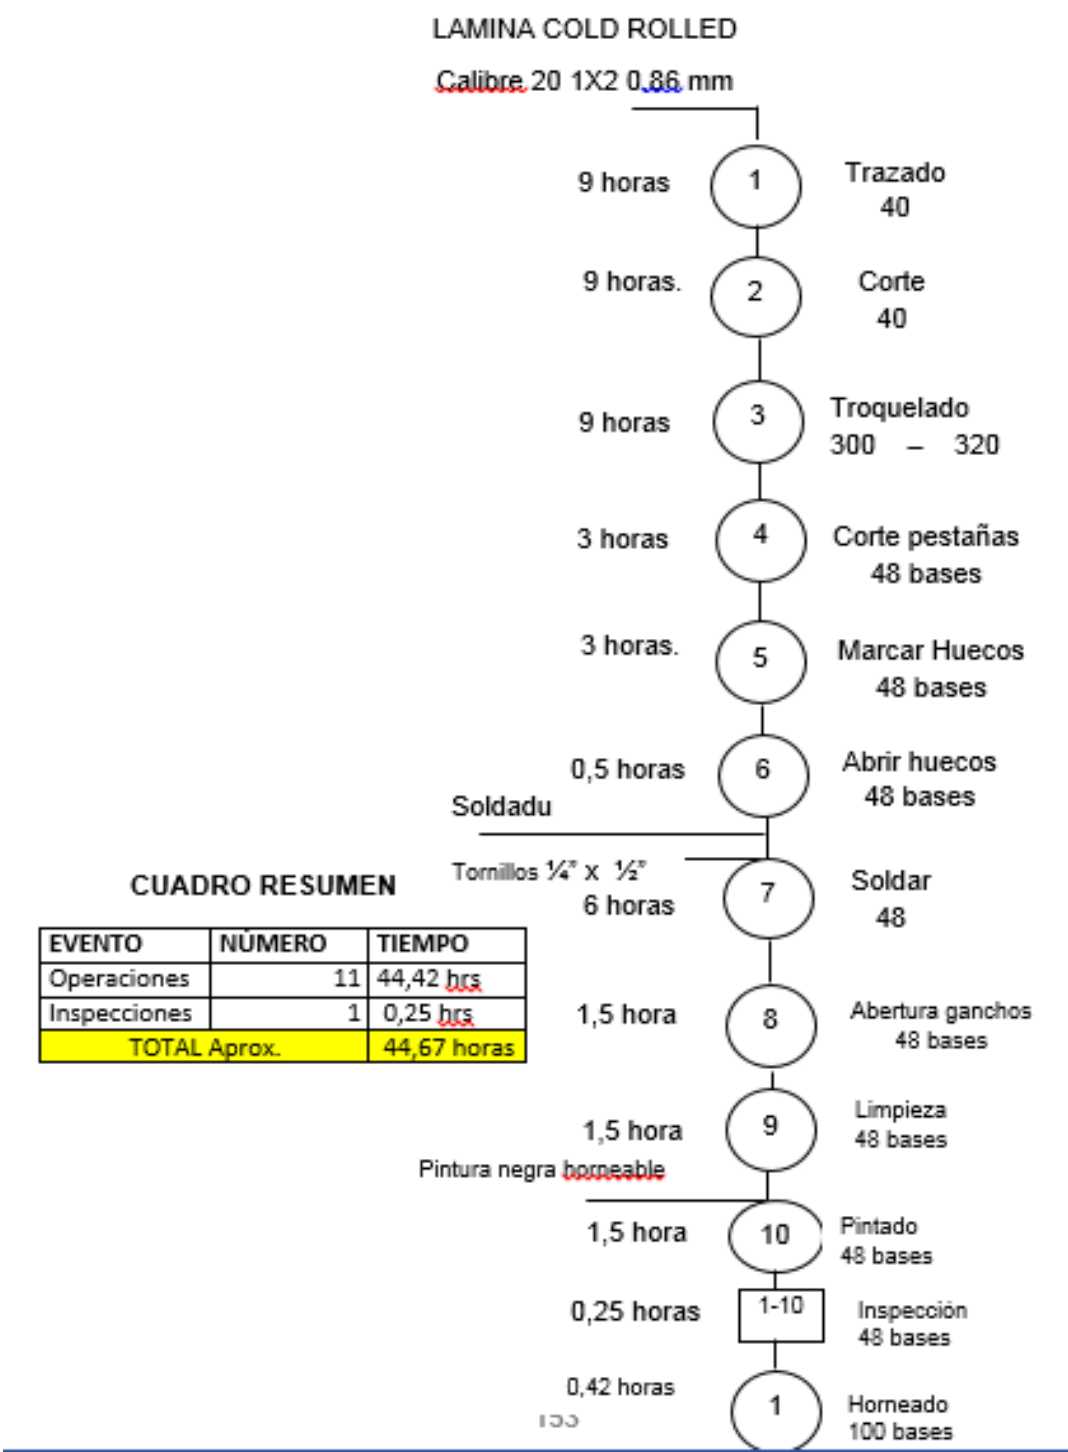 LAMINA COLD ROLLED
Calibre 20 1X2 0,86 mm
9 horas
1
Trazado
40
9 horas.
2
Corte
40
9 horas
3
Troquelado
300 – 320
3 horas
4
Corte pestañas
48 bases
3 horas.
5
Marcar Huecos
48 bases
0,5 horas
6
Abrir huecos
48 bases
Soldadu
Tornillos ¼” x ½”
6 horas
7
Soldar
48
CUADRO RESUMEN
EVENTO NÚMERO TIEMPO
Operaciones 11 44,42 hrs
Inspecciones 1 0,25 hrs
TOTAL Aprox. 44,67 horas
1,5 hora
8
Abertura ganchos
48 bases
1,5 hora
9
Limpieza
48 bases
Pintura negra horneable
1,5 hora
10
Pintado
48 bases
0,25 horas
1-10
Inspección
48 bases
0,42 horas
1
Horneado
100 bases
153